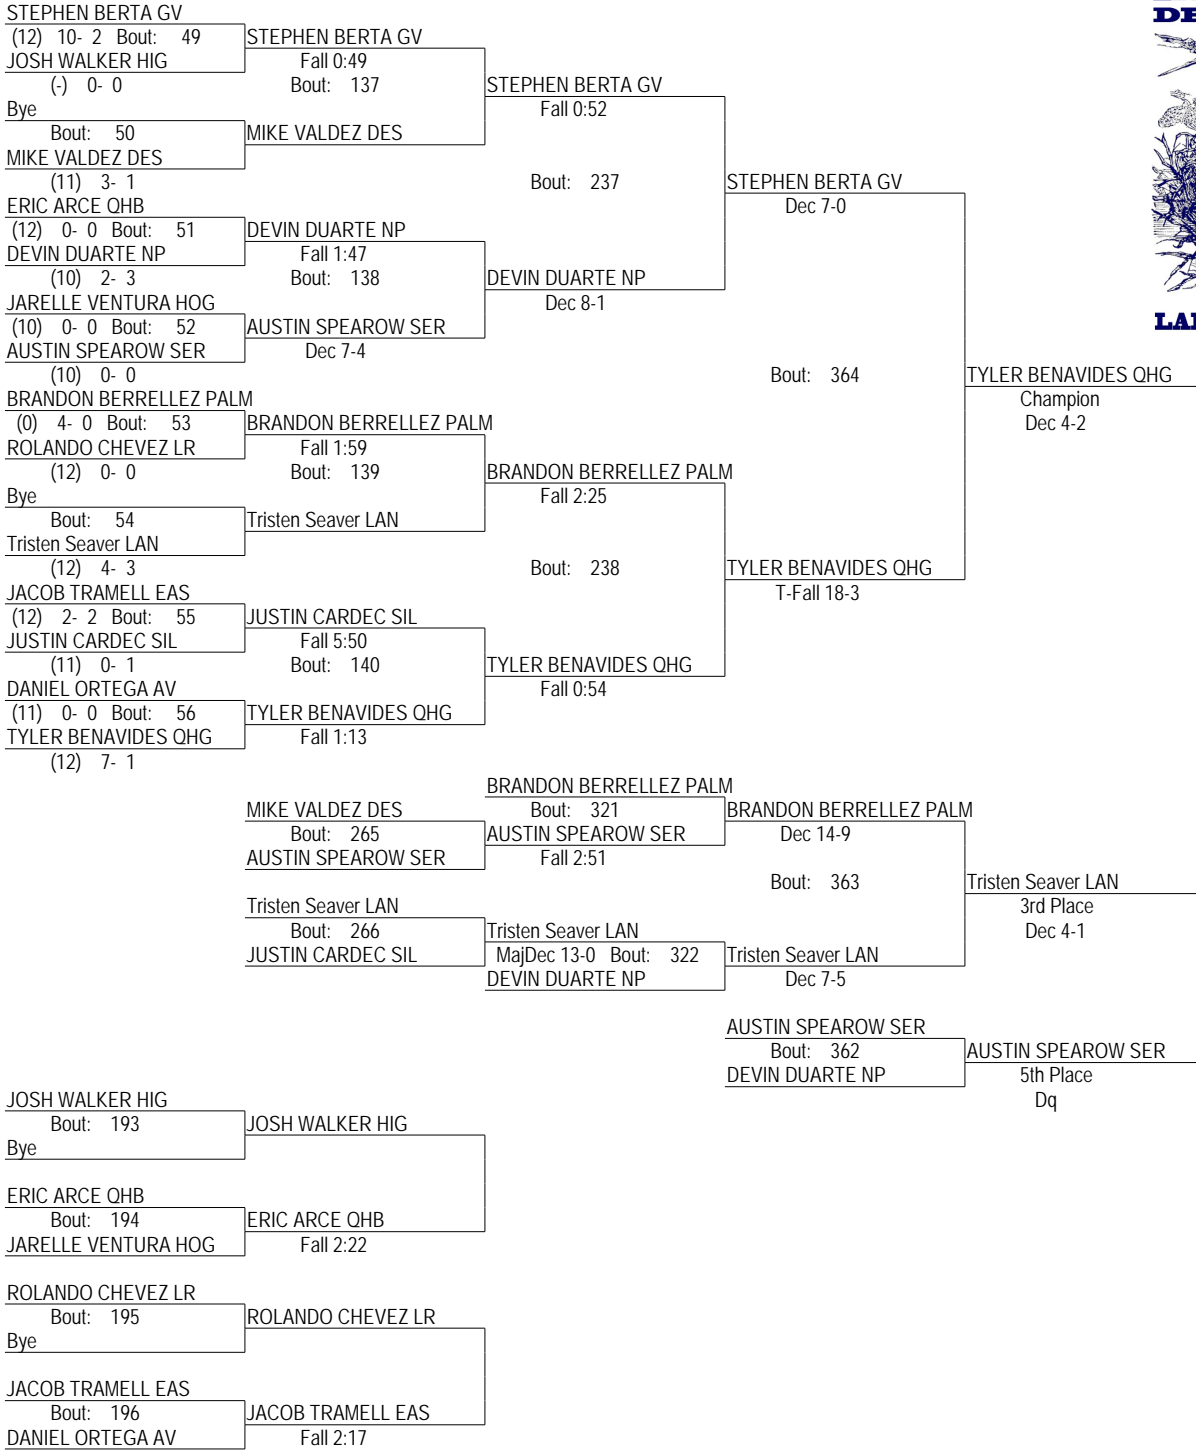 STEPHEN BERTA GV
(12) 10- 2 Bout: 49
JOSH WALKER HIG
(-) 0- 0
Bye
Bout: 50
MIKE VALDEZ DES
(11) 3- 1
ERIC ARCE QHB
(12) 0- 0 Bout: 51
DEVIN DUARTE NP
(10) 2- 3
JARELLE VENTURA HOG
(10) 0- 0 Bout: 52
AUSTIN SPEAROW SER
(10) 0- 0
BRANDON BERRELLEZ PALM
(0) 4- 0 Bout: 53
ROLANDO CHEVEZ LR
(12) 0- 0
Bye
Bout: 54
Tristen Seaver LAN
(12) 4- 3
JACOB TRAMELL EAS
(12) 2- 2 Bout: 55
JUSTIN CARDEC SIL
(11) 0- 1
DANIEL ORTEGA AV
(11) 0- 0 Bout: 56
TYLER BENAVIDES QHG
(12) 7- 1
STEPHEN BERTA GV
Fall 0:49
Bout: 137
MIKE VALDEZ DES
DEVIN DUARTE NP
Fall 1:47
Bout: 138
AUSTIN SPEAROW SER
Dec 7-4
BRANDON BERRELLEZ PALM
Fall 1:59
Bout: 139
Tristen Seaver LAN
JUSTIN CARDEC SIL
Fall 5:50
Bout: 140
TYLER BENAVIDES QHG
Fall 1:13
STEPHEN BERTA GV
Fall 0:52
Bout: 237
DEVIN DUARTE NP
Dec 8-1
BRANDON BERRELLEZ PALM
Fall 2:25
Bout: 238
TYLER BENAVIDES QHG
Fall 0:54
STEPHEN BERTA GV
Dec 7-0
Bout: 364
TYLER BENAVIDES QHG
T-Fall 18-3
TYLER BENAVIDES QHG
Champion
Dec 4-2
MIKE VALDEZ DES
Bout: 265
AUSTIN SPEAROW SER
Tristen Seaver LAN
Bout: 266
JUSTIN CARDEC SIL
BRANDON BERRELLEZ PALM
Bout: 321
AUSTIN SPEAROW SER
Fall 2:51
Tristen Seaver LAN
MajDec 13-0 Bout: 322
DEVIN DUARTE NP
BRANDON BERRELLEZ PALM
Dec 14-9
Bout: 363
Tristen Seaver LAN
Dec 7-5
Tristen Seaver LAN
3rd Place
Dec 4-1
AUSTIN SPEAROW SER
Bout: 362
DEVIN DUARTE NP
AUSTIN SPEAROW SER
5th Place
Dq
JOSH WALKER HIG
Bout: 193
Bye
JOSH WALKER HIG
ERIC ARCE QHB
Bout: 194
JARELLE VENTURA HOG
ERIC ARCE QHB
Fall 2:22
ROLANDO CHEVEZ LR
Bout: 195
Bye
ROLANDO CHEVEZ LR
JACOB TRAMELL EAS
Bout: 196
DANIEL ORTEGA AV
JACOB TRAMELL EAS
Fall 2:17